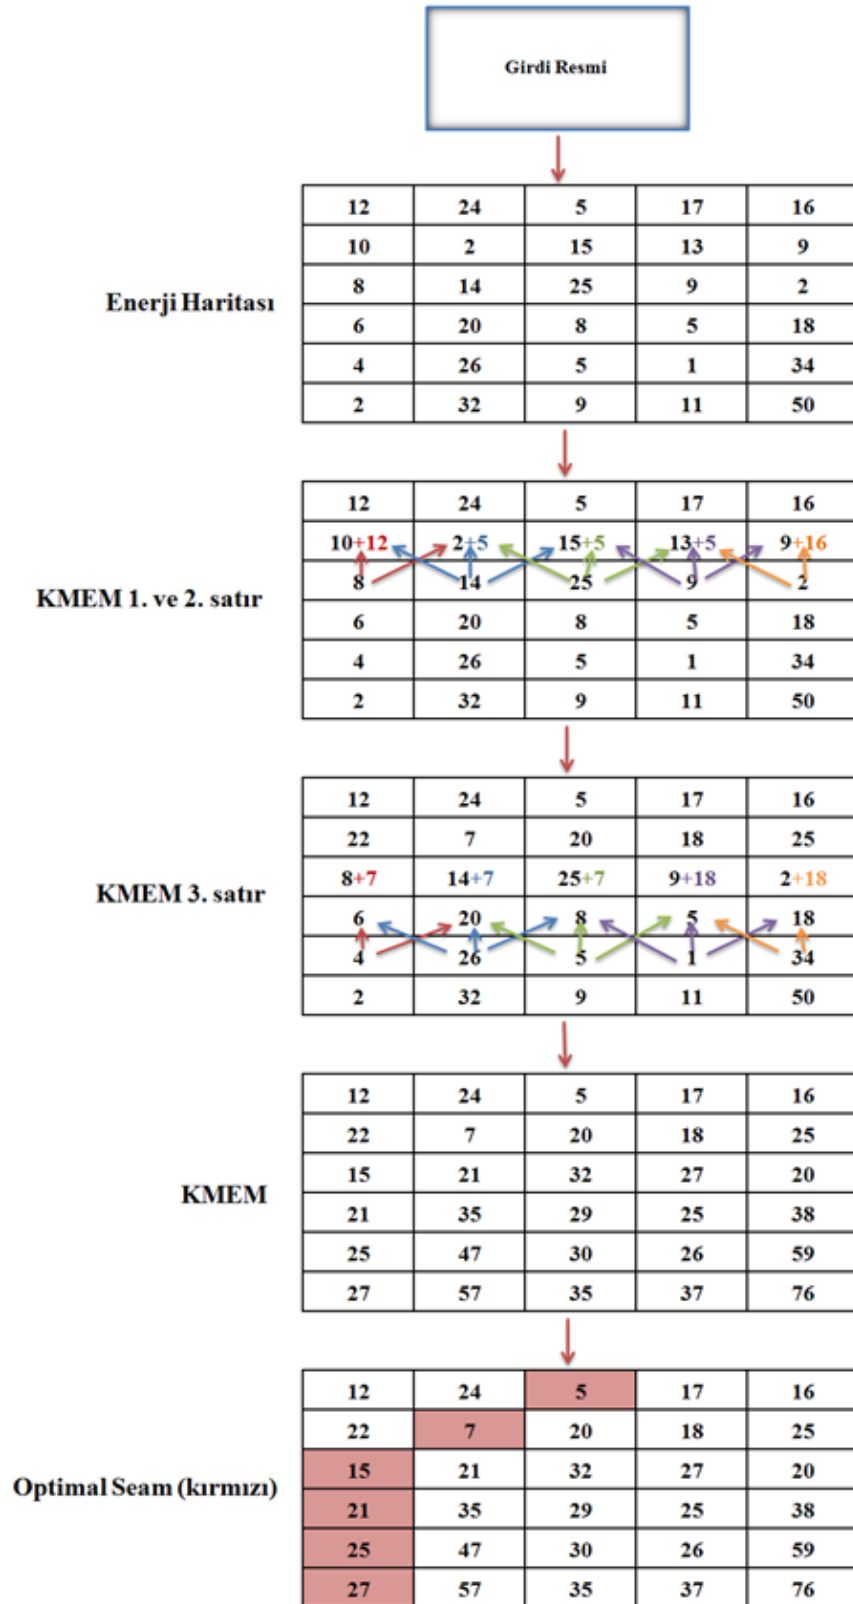 Girdi Resmi
12 24 5 17 16
10 2 15 13 9
8 14 25 9 2
Enerji Haritası
6 20 8 5 18
4 26 5 1 34
2 32 9 11 50
12 24 5 17 16
10+12 2+5 15+5 13+5 9+16
8 14 25 9 2
KMEM 1. ve 2. satır
6 20 8 5 18
4 26 5 1 34
2 32 9 11 50
12 24 5 17 16
22 7 20 18 25
KMEM 3. satır
8+7 14+7 25+7 9+18 2+18
6 20 8 5 18
4 26 5 1 34
2 32 9 11 50
12 24 5 17 16
22 7 20 18 25
15 21 32 27 20
KMEM
21 35 29 25 38
25 47 30 26 59
27 57 35 37 76
12 24 5 17 16
22 7 20 18 25
15 21 32 27 20
Optimal Seam (kırmızı)
21 35 29 25 38
25 47 30 26 59
27 57 35 37 76